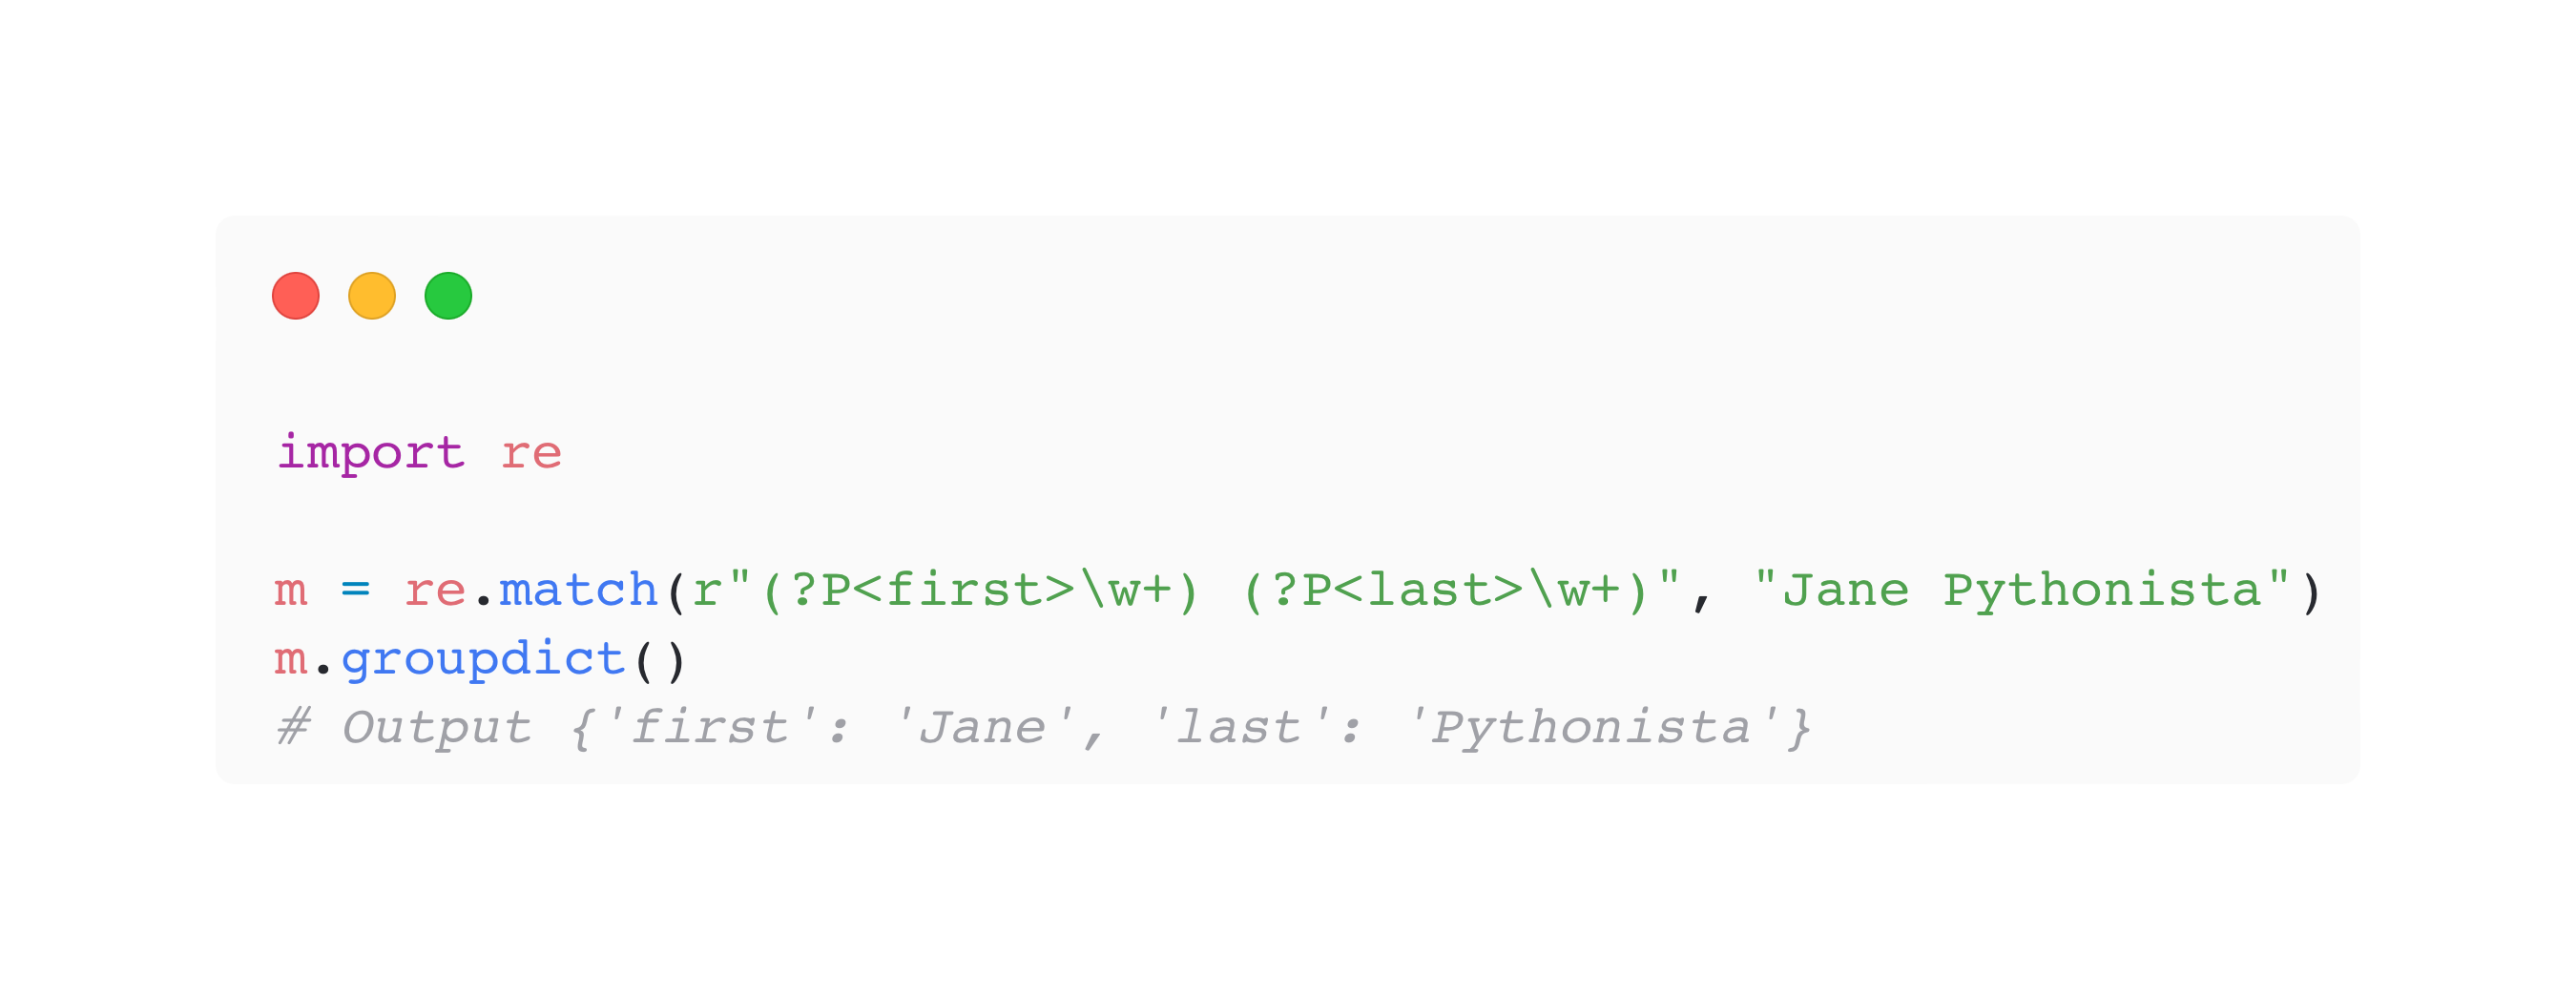 import re
m = re.match(r"(?P<first>\w+) (?P<last>\w+)", "Jane Pythonista")
m.groupdict()
# Output {'first': 'Jane', 'last': 'Pythonista'}